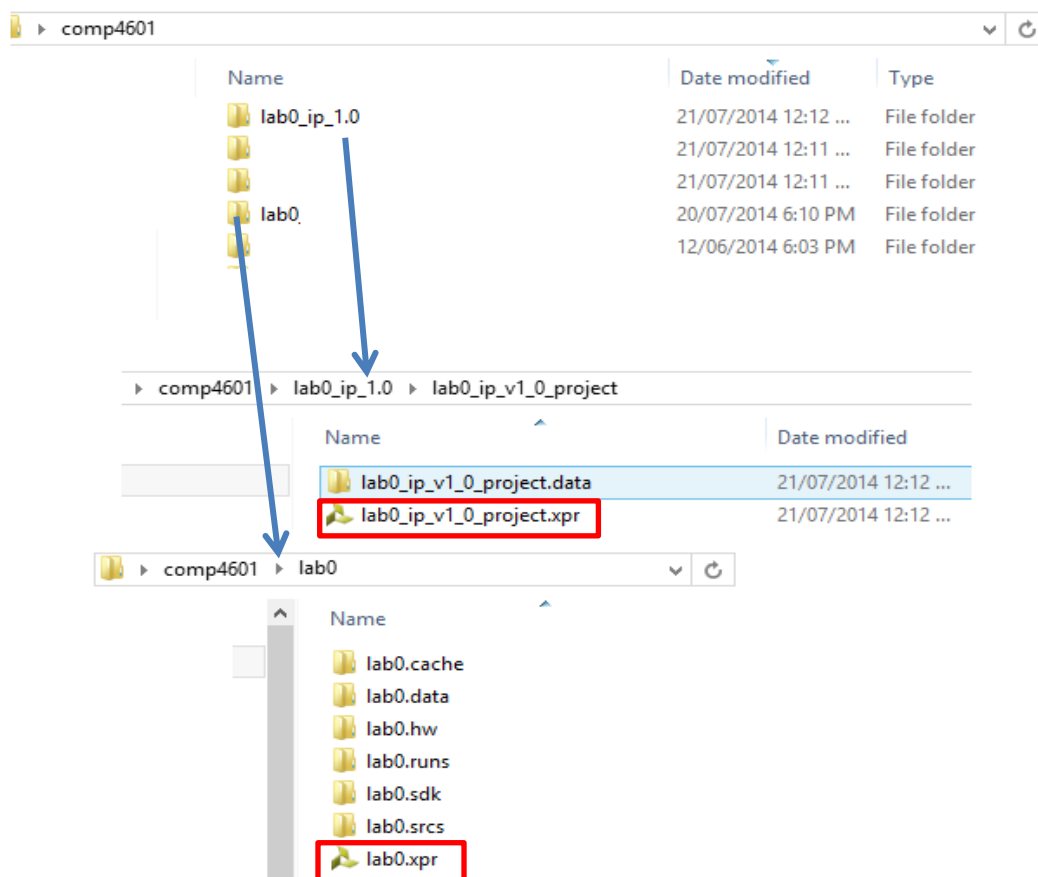 comp4601
Name Date modified Type
lab0_ip_1.0 21/07/2014 12:12 ... File folder
21/07/2014 12:11 ... File folder
21/07/2014 12:11 ... File folder
lab0_ 20/07/2014 6:10 PM File folder
12/06/2014 6:03 PM File folder
comp4601 lab0_ip_1.0 lab0_ip_v1_0_project
Name Date modified
lab0_ip_v1_0_project.data 21/07/2014 12:12 ...
lab0_ip_v1_0_project.xpr 21/07/2014 12:12 ...
comp4601 lab0
Name
lab0.cache
lab0.data
lab0.hw
lab0.runs
lab0.sdk
lab0.srcs
lab0.xpr